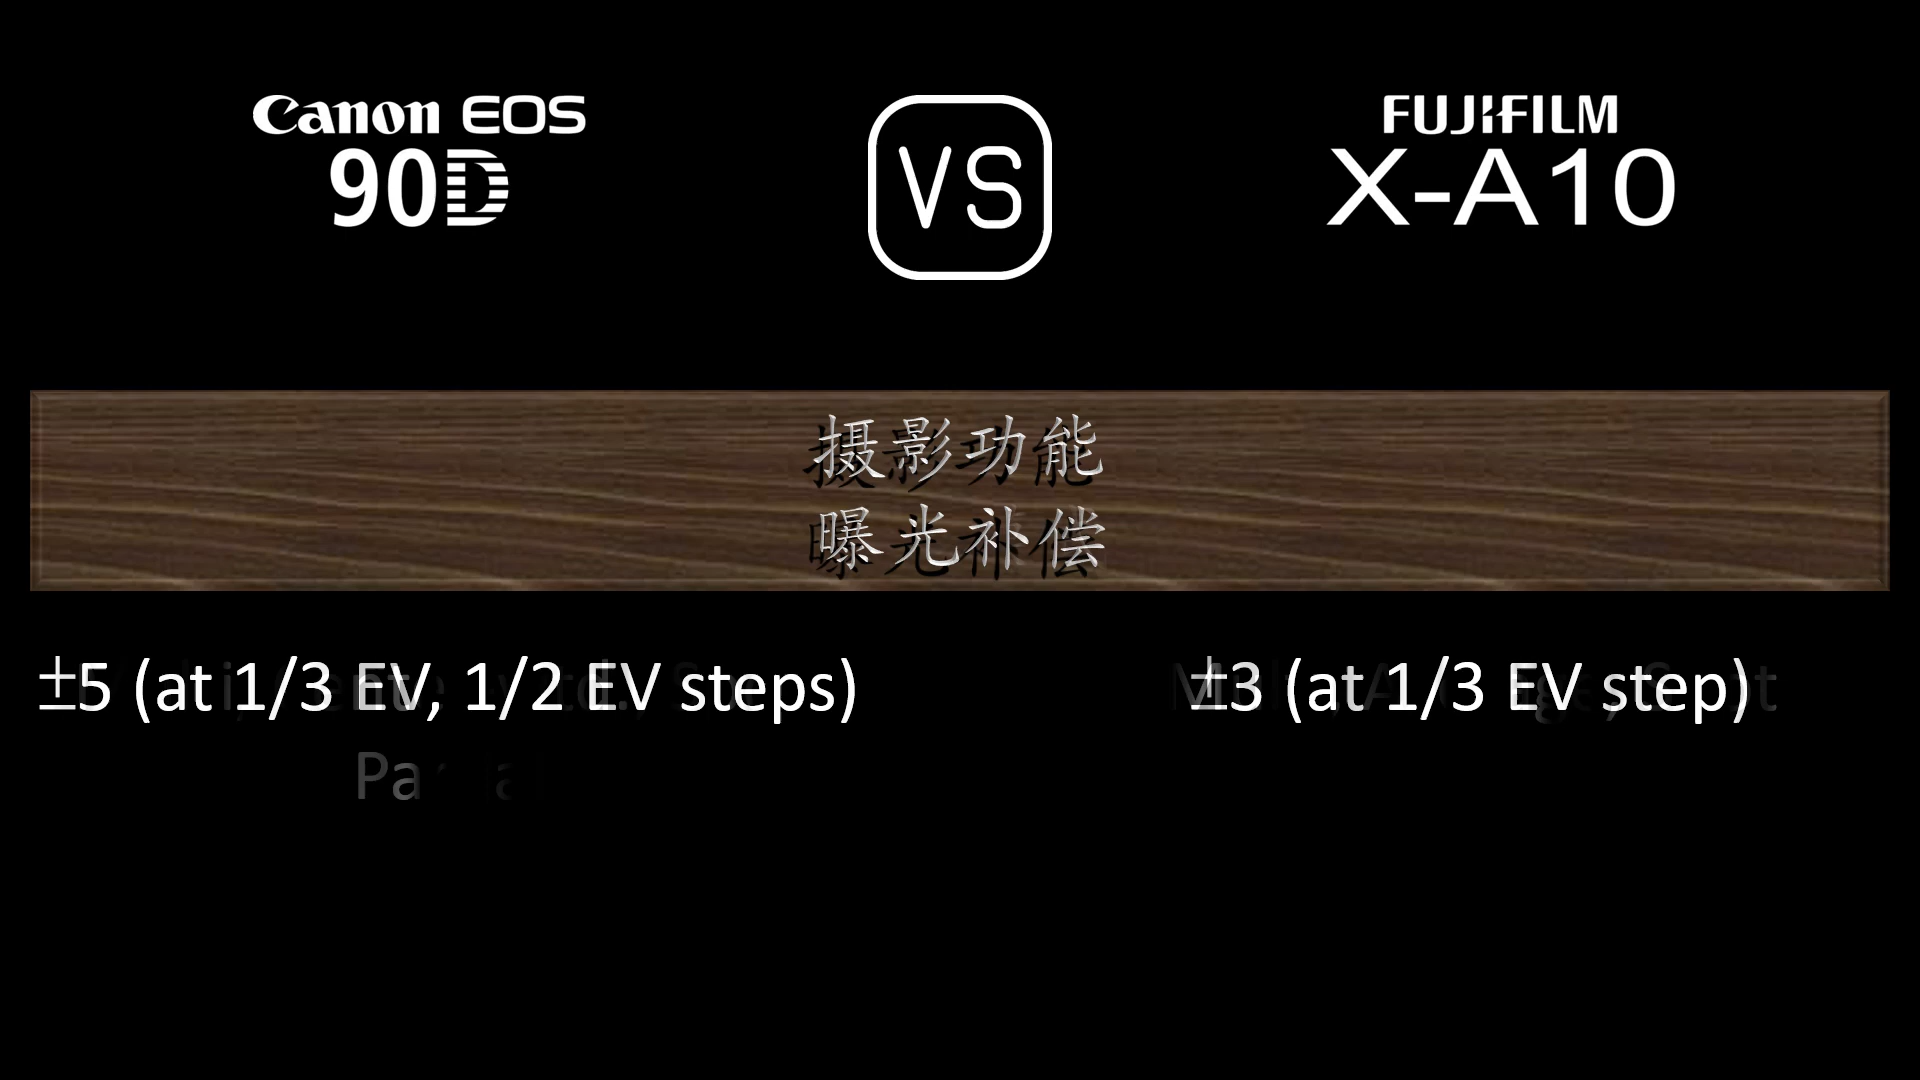 Canon EOS
90D
VS
FUJIFILM
X-A10
摄影功能
曝光补偿
±5 (at 1/3 EV, 1/2 EV steps)
±3 (at 1/3 EV step)